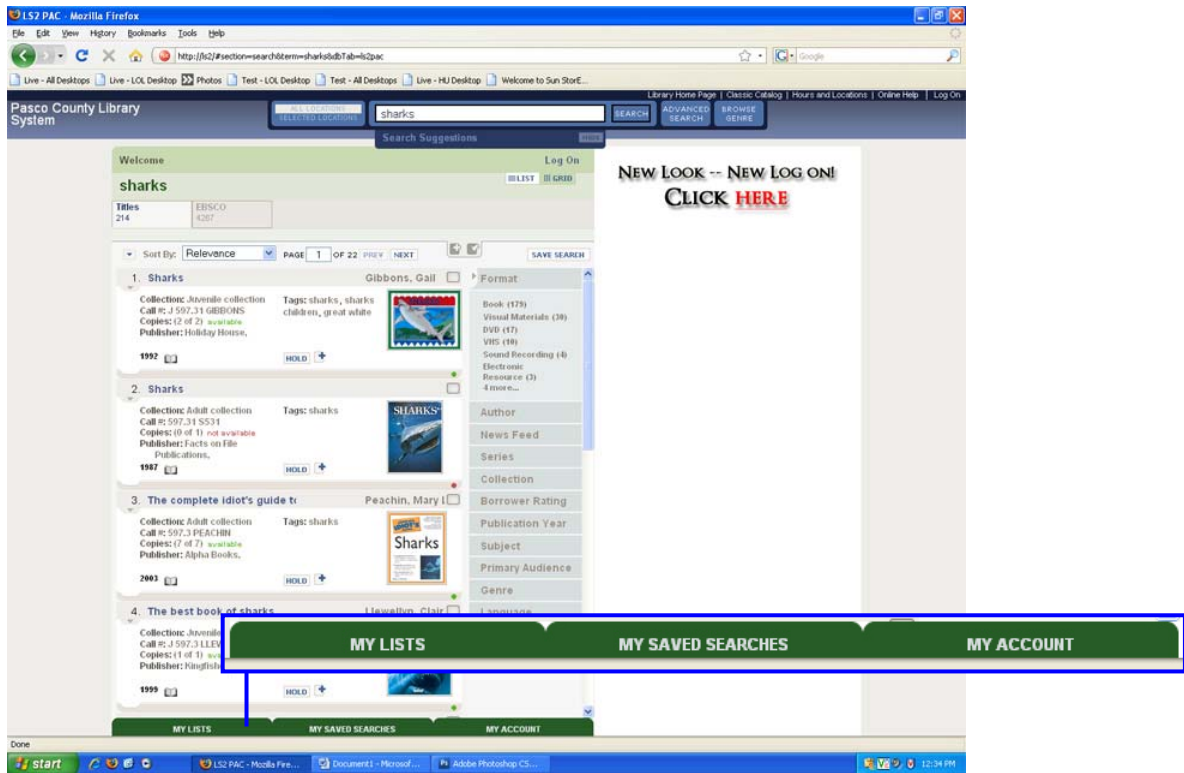 LS2 PAC - Mozilla Firefox
File Edit View History Bookmarks Tools Help
http://ls2/#section=search&term=sharks&dbTab=ls2pac
Google
Live - All Desktops Live - LOL Desktop Photos Test - LOL Desktop Test - All Desktops Live - HU Desktop Welcome to Sun StorE...
Library Home Page | Classic Catalog | Hours and Locations | Online Help | Log On
Pasco County Library System
ALL LOCATIONS
SELECTED LOCATIONS
sharks
SEARCH
ADVANCED SEARCH
BROWSE GENRE
Search Suggestions
HIDE
Welcome Log On
sharks
LIST GRID
Titles
214
EBSCO
4287
NEW LOOK -- NEW LOG ON!
CLICK HERE
Sort By: Relevance PAGE 1 OF 22 PREV NEXT SAVE SEARCH
1. Sharks Gibbons, Gail
Collection: Juvenile collection
Call #: J 597.31 GIBBONS
Copies: (2 of 2) available
Publisher: Holiday House,
Tags: sharks, sharks
children, great white
1992
HOLD
2. Sharks
Collection: Adult collection
Call #: 597.31 S531
Copies: (0 of 1) not available
Publisher: Facts on File
Publications,
Tags: sharks
SHARKS
1987
HOLD
3. The complete idiot's guide to Peachin, Mary L
Collection: Adult collection
Call #: 597.3 PEACHIN
Copies: (7 of 7) available
Publisher: Alpha Books,
Tags: sharks
Sharks
2003
HOLD
4. The best book of sharks Llewellyn, Clair
Collection: Juvenile
Call #: J 597.3 LLEW
Copies: (1 of 1)
Publisher: Kingfish
1999
HOLD
Format
Book (179)
Visual Materials (30)
DVD (17)
VHS (10)
Sound Recording (4)
Electronic
Resource (3)
4 more...
Author
News Feed
Series
Collection
Borrower Rating
Publication Year
Subject
Primary Audience
Genre
Language
MY LISTS MY SAVED SEARCHES MY ACCOUNT
MY LISTS MY SAVED SEARCHES MY ACCOUNT
Done
start LS2 PAC - Mozilla Fire... Document1 - Microsof... Adobe Photoshop CS... 12:34 PM